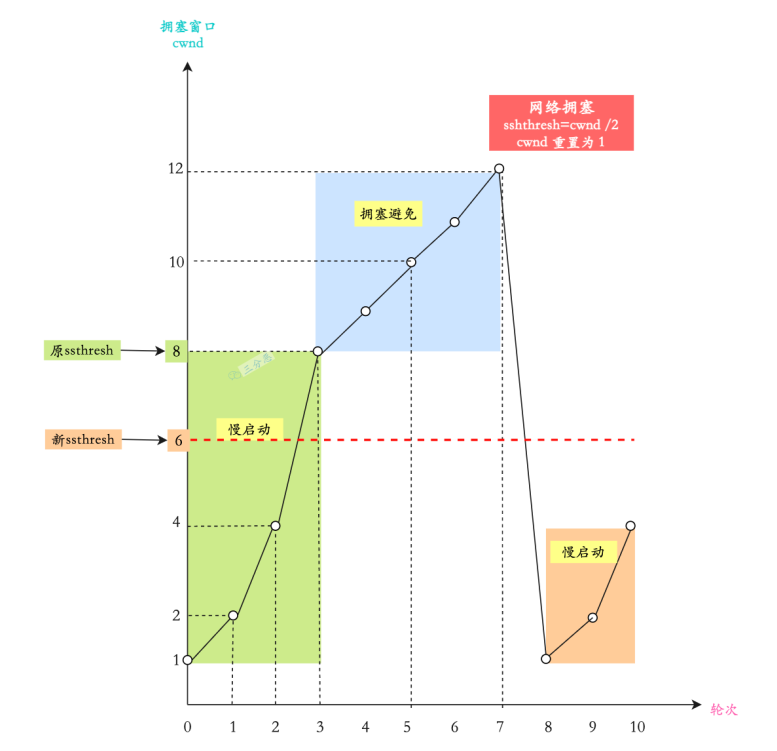 拥塞窗口
cwnd
网络拥塞
sshthresh=cwnd /2
cwnd 重置为 1
12
拥塞避免
10
原ssthresh
8
三分恶
慢启动
新ssthresh
6
4
慢启动
2
1
轮次
0 1 2 3 4 5 6 7 8 9 10